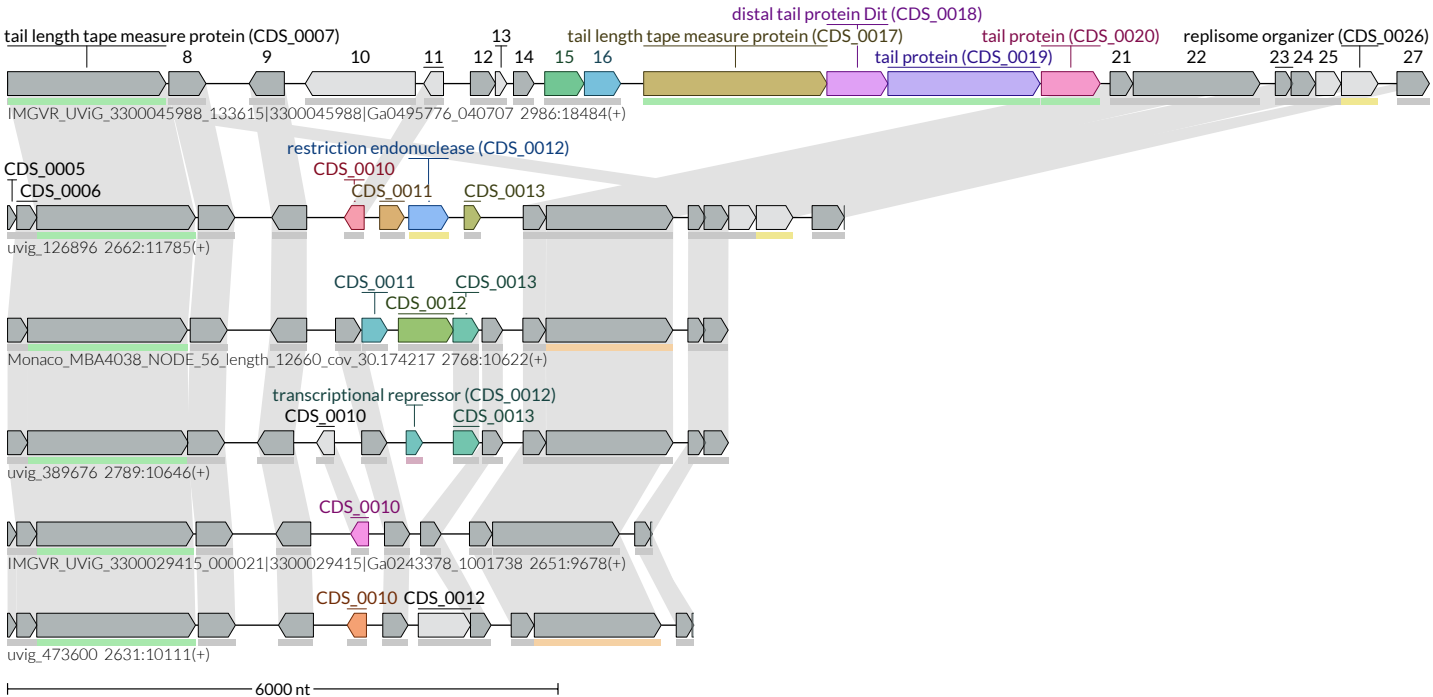 distal tail protein Dit (CDS_0018)
tail length tape measure protein (CDS_0007) 13 tail length tape measure protein (CDS_0017) tail protein (CDS_0020) replisome organizer (CDS_0026)
8 9 10 11 12 14 15 16 tail protein (CDS_0019) 21 22 23 24 25 27
IMGVR_UViG_3300045988_133615|3300045988|Ga0495776_040707 2986:18484(+)
restriction endonuclease (CDS_0012)
CDS_0005 CDS_0010
CDS_0006 CDS_0011 CDS_0013
uvig_126896 2662:11785(+)
CDS_0011 CDS_0013
CDS_0012
Monaco_MBA4038_NODE_56_length_12660_cov_30.174217 2768:10622(+)
transcriptional repressor (CDS_0012)
CDS_0010 CDS_0013
uvig_389676 2789:10646(+)
CDS_0010
IMGVR_UViG_3300029415_000021|3300029415|Ga0243378_1001738 2651:9678(+)
CDS_0010 CDS_0012
uvig_473600 2631:10111(+)
6000 nt